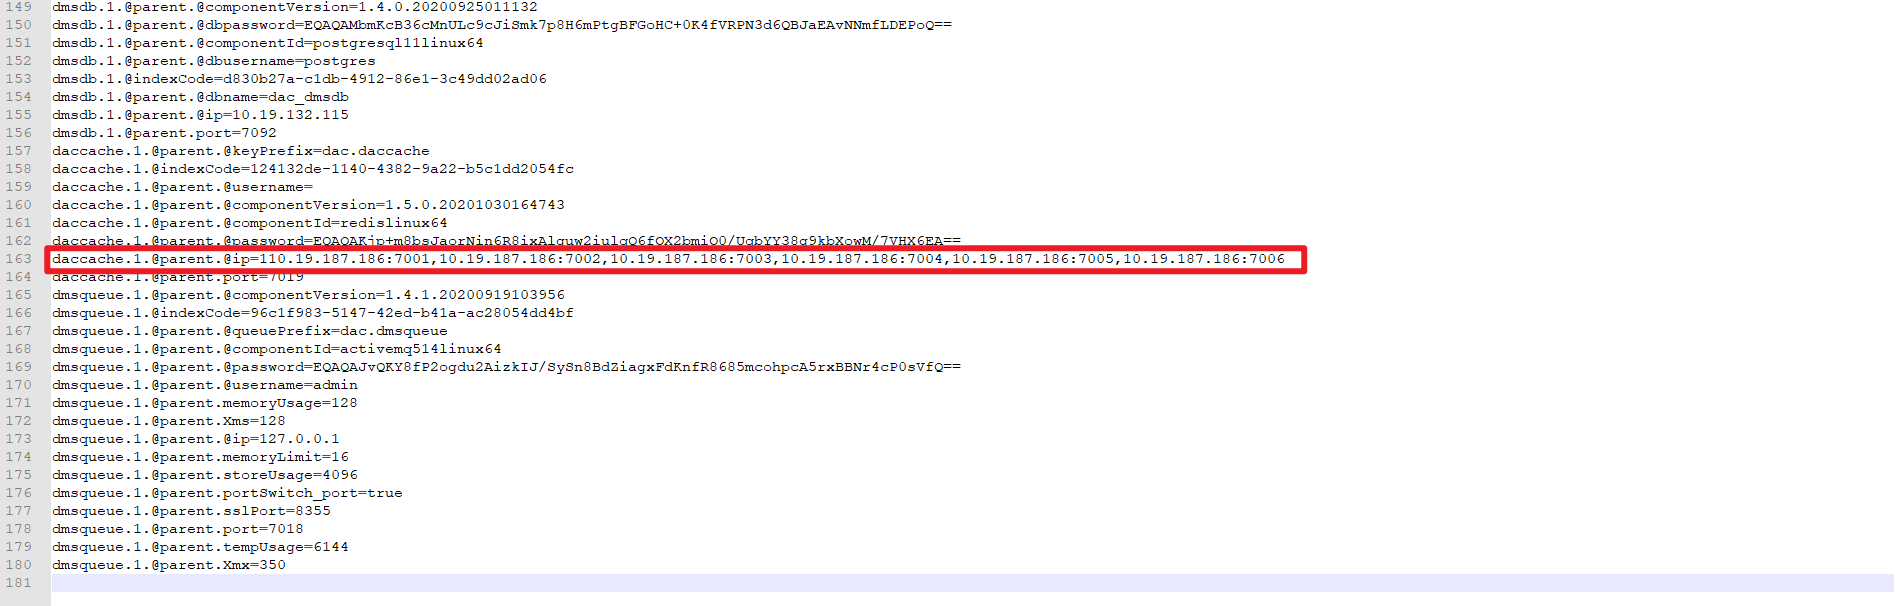 149 dmsdb.1.@parent.@componentVersion=1.4.0.20200925011132
150 dmsdb.1.@parent.@dbpassword=EQAQAMbmKcB36cMnULc9cJiSmk7p8H6mPtgBFGoHC+0K4fVRPN3d6QBJaEAvNNmfLDEPoQ==
151 dmsdb.1.@parent.@componentId=postgresql11linux64
152 dmsdb.1.@parent.@dbusername=postgres
153 dmsdb.1.@indexCode=d830b27a-c1db-4912-86e1-3c49dd02ad06
154 dmsdb.1.@parent.@dbname=dac_dmsdb
155 dmsdb.1.@parent.@ip=10.19.132.115
156 dmsdb.1.@parent.port=7092
157 daccache.1.@parent.@keyPrefix=dac.daccache
158 daccache.1.@indexCode=124132de-1140-4382-9a22-b5c1dd2054fc
159 daccache.1.@parent.@username=
160 daccache.1.@parent.@componentVersion=1.5.0.20201030164743
161 daccache.1.@parent.@componentId=redislinux64
162 daccache.1.@parent.@password=EQAQAKjp+m8bsJaorNin6R8ixAlquw2iulgQ6fOX2bmiO0/UgbYY38g9kbXowM/7VHX6EA==
163 daccache.1.@parent.@ip=110.19.187.186:7001,10.19.187.186:7002,10.19.187.186:7003,10.19.187.186:7004,10.19.187.186:7005,10.19.187.186:7006
164 daccache.1.@parent.port=7019
165 dmsqueue.1.@parent.@componentVersion=1.4.1.20200919103956
166 dmsqueue.1.@indexCode=96c1f983-5147-42ed-b41a-ac28054dd4bf
167 dmsqueue.1.@parent.@queuePrefix=dac.dmsqueue
168 dmsqueue.1.@parent.@componentId=activemq514linux64
169 dmsqueue.1.@parent.@password=EQAQAJvQKY8fP2ogdu2AizkIJ/SySn8BdZiagxFdKnfR8685mcohpcA5rxBBNr4cP0sVfQ==
170 dmsqueue.1.@parent.@username=admin
171 dmsqueue.1.@parent.memoryUsage=128
172 dmsqueue.1.@parent.Xms=128
173 dmsqueue.1.@parent.@ip=127.0.0.1
174 dmsqueue.1.@parent.memoryLimit=16
175 dmsqueue.1.@parent.storeUsage=4096
176 dmsqueue.1.@parent.portSwitch_port=true
177 dmsqueue.1.@parent.sslPort=8355
178 dmsqueue.1.@parent.port=7018
179 dmsqueue.1.@parent.tempUsage=6144
180 dmsqueue.1.@parent.Xmx=350
181